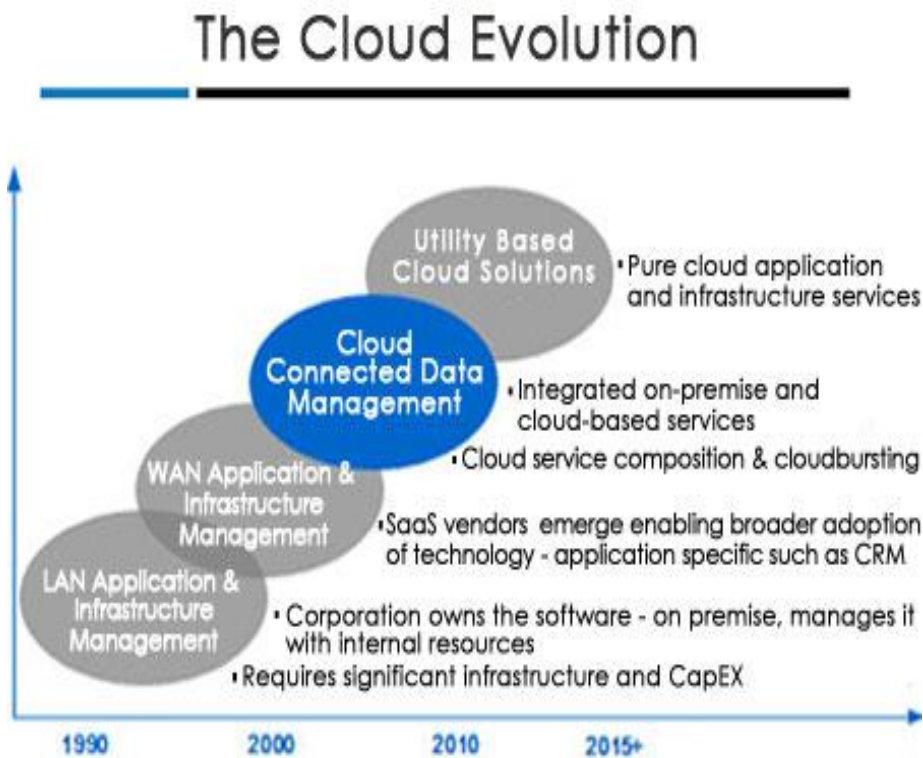 The Cloud Evolution
Utility Based
Cloud Solutions
▪Pure cloud application
and infrastructure services
Cloud
Connected Data
Management
▪Integrated on-premise and
cloud-based services
▪Cloud service composition & cloudbursting
WAN Application &
Infrastructure
Management
▪SaaS vendors emerge enabling broader adoption
of technology - application specific such as CRM
LAN Application &
Infrastructure
Management
▪Corporation owns the software - on premise, manages it
with internal resources
▪Requires significant infrastructure and CapEX
1990 2000 2010 2015+